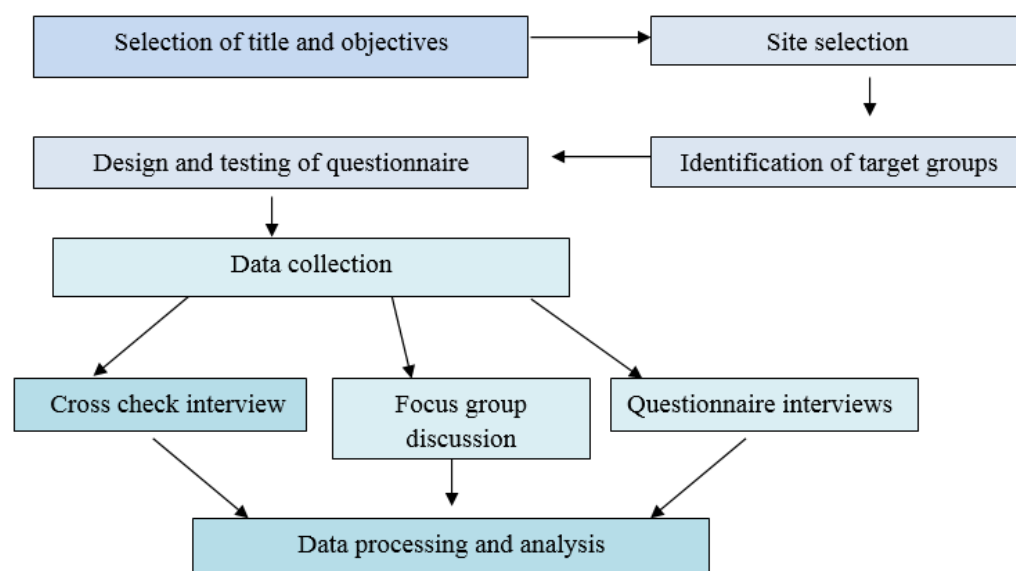 Selection of title and objectives
Site selection
Design and testing of questionnaire
Identification of target groups
Data collection
Cross check interview
Focus group
discussion
Questionnaire interviews
Data processing and analysis